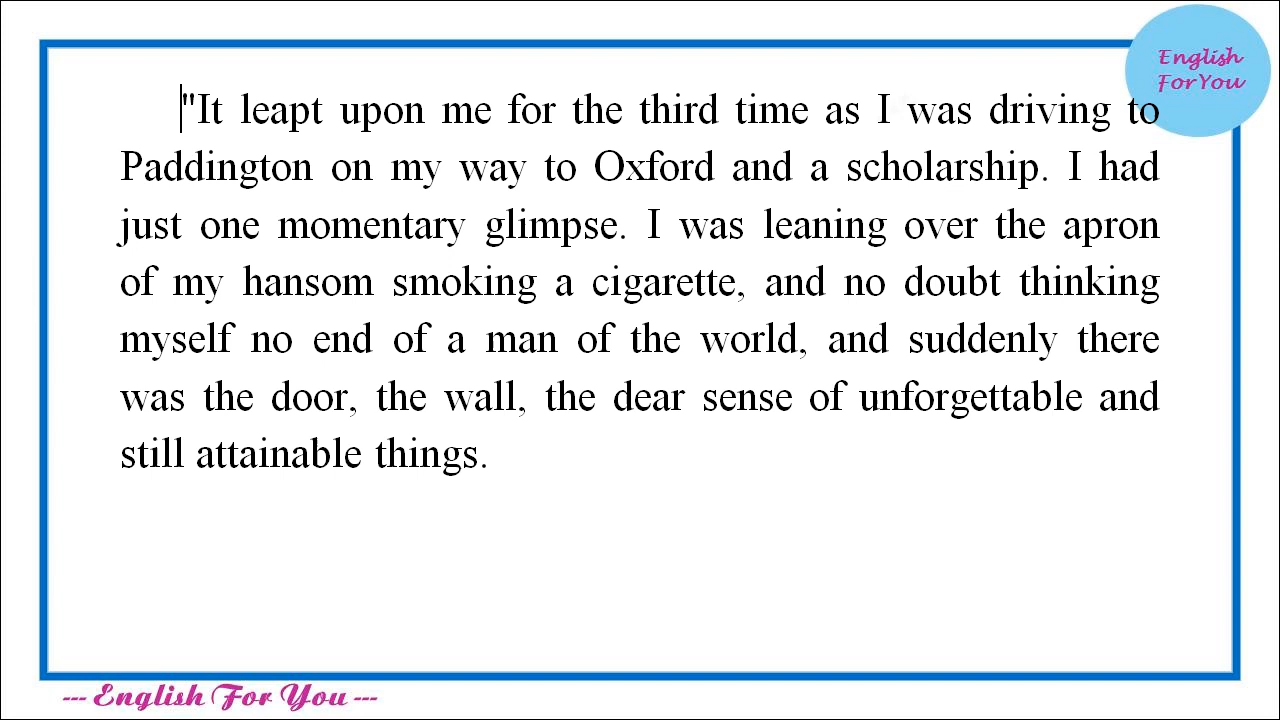 English
ForYou
"It leapt upon me for the third time as I was driving to
Paddington on my way to Oxford and a scholarship. I had
just one momentary glimpse. I was leaning over the apron
of my hansom smoking a cigarette, and no doubt thinking
myself no end of a man of the world, and suddenly there
was the door, the wall, the dear sense of unforgettable and
still attainable things.
--- English For You ---